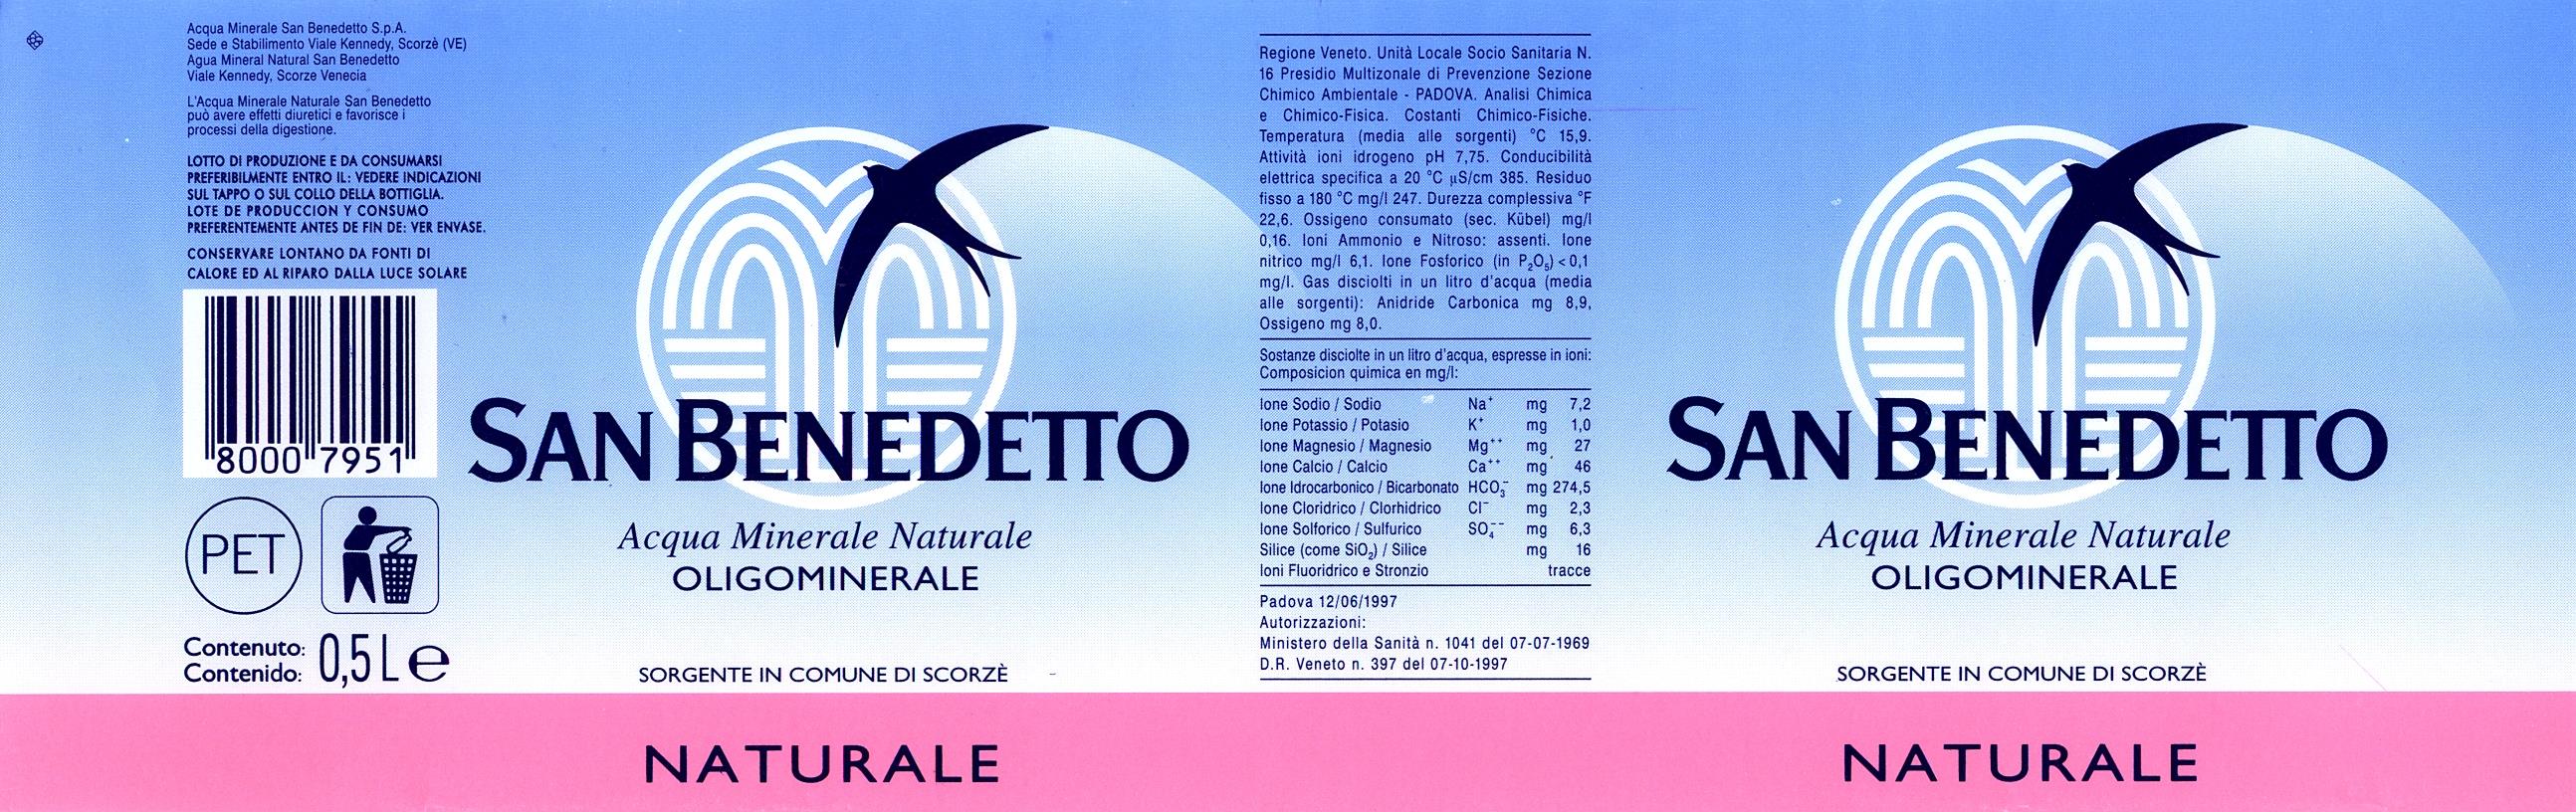 Acqua Minerale San Benedetto S.p.A.
Sede e Stabilimento Viale Kennedy, Scorzè (VE)
Agua Mineral Natural San Benedetto
Viale Kennedy, Scorze Venecia
L'Acqua Minerale Naturale San Benedetto
può avere effetti diuretici e favorisce i
processi della digestione.
LOTTO DI PRODUZIONE E DA CONSUMARSI
PREFERIBILMENTE ENTRO IL: VEDERE INDICAZIONI
SUL TAPPO O SUL COLLO DELLA BOTTIGLIA.
LOTE DE PRODUCCION Y CONSUMO
PREFERENTEMENTE ANTES DE FIN DE: VER ENVASE.
CONSERVARE LONTANO DA FONTI DI
CALORE ED AL RIPARO DALLA LUCE SOLARE
8000 7951
PET
Contenuto:
Contenido: 0,5 L e
SAN BENEDETTO
Acqua Minerale Naturale
OLIGOMINERALE
SORGENTE IN COMUNE DI SCORZÈ
NATURALE
Regione Veneto. Unità Locale Socio Sanitaria N.
16 Presidio Multizonale di Prevenzione Sezione
Chimico Ambientale - PADOVA. Analisi Chimica
e Chimico-Fisica. Costanti Chimico-Fisiche.
Temperatura (media alle sorgenti) °C 15,9.
Attività ioni idrogeno pH 7,75. Conducibilità
elettrica specifica a 20 °C µS/cm 385. Residuo
fisso a 180 °C mg/l 247. Durezza complessiva °F
22,6. Ossigeno consumato (sec. Kübel) mg/l
0,16. Ioni Ammonio e Nitroso: assenti. Ione
nitrico mg/l 6,1. Ione Fosforico (in P₂O₅) < 0,1
mg/l. Gas disciolti in un litro d'acqua (media
alle sorgenti): Anidride Carbonica mg 8,9,
Ossigeno mg 8,0.
Sostanze disciolte in un litro d'acqua, espresse in ioni:
Composicion quimica en mg/l:
Ione Sodio / Sodio Na⁺ mg 7,2
Ione Potassio / Potasio K⁺ mg 1,0
Ione Magnesio / Magnesio Mg⁺⁺ mg 27
Ione Calcio / Calcio Ca⁺⁺ mg 46
Ione Idrocarbonico / Bicarbonato HCO₃⁻ mg 274,5
Ione Cloridrico / Clorhidrico Cl⁻ mg 2,3
Ione Solforico / Sulfurico SO₄⁻⁻ mg 6,3
Silice (come SiO₂) / Silice mg 16
Ioni Fluoridrico e Stronzio tracce
Padova 12/06/1997
Autorizzazioni:
Ministero della Sanità n. 1041 del 07-07-1969
D.R. Veneto n. 397 del 07-10-1997
SAN BENEDETTO
Acqua Minerale Naturale
OLIGOMINERALE
SORGENTE IN COMUNE DI SCORZÈ
NATURALE